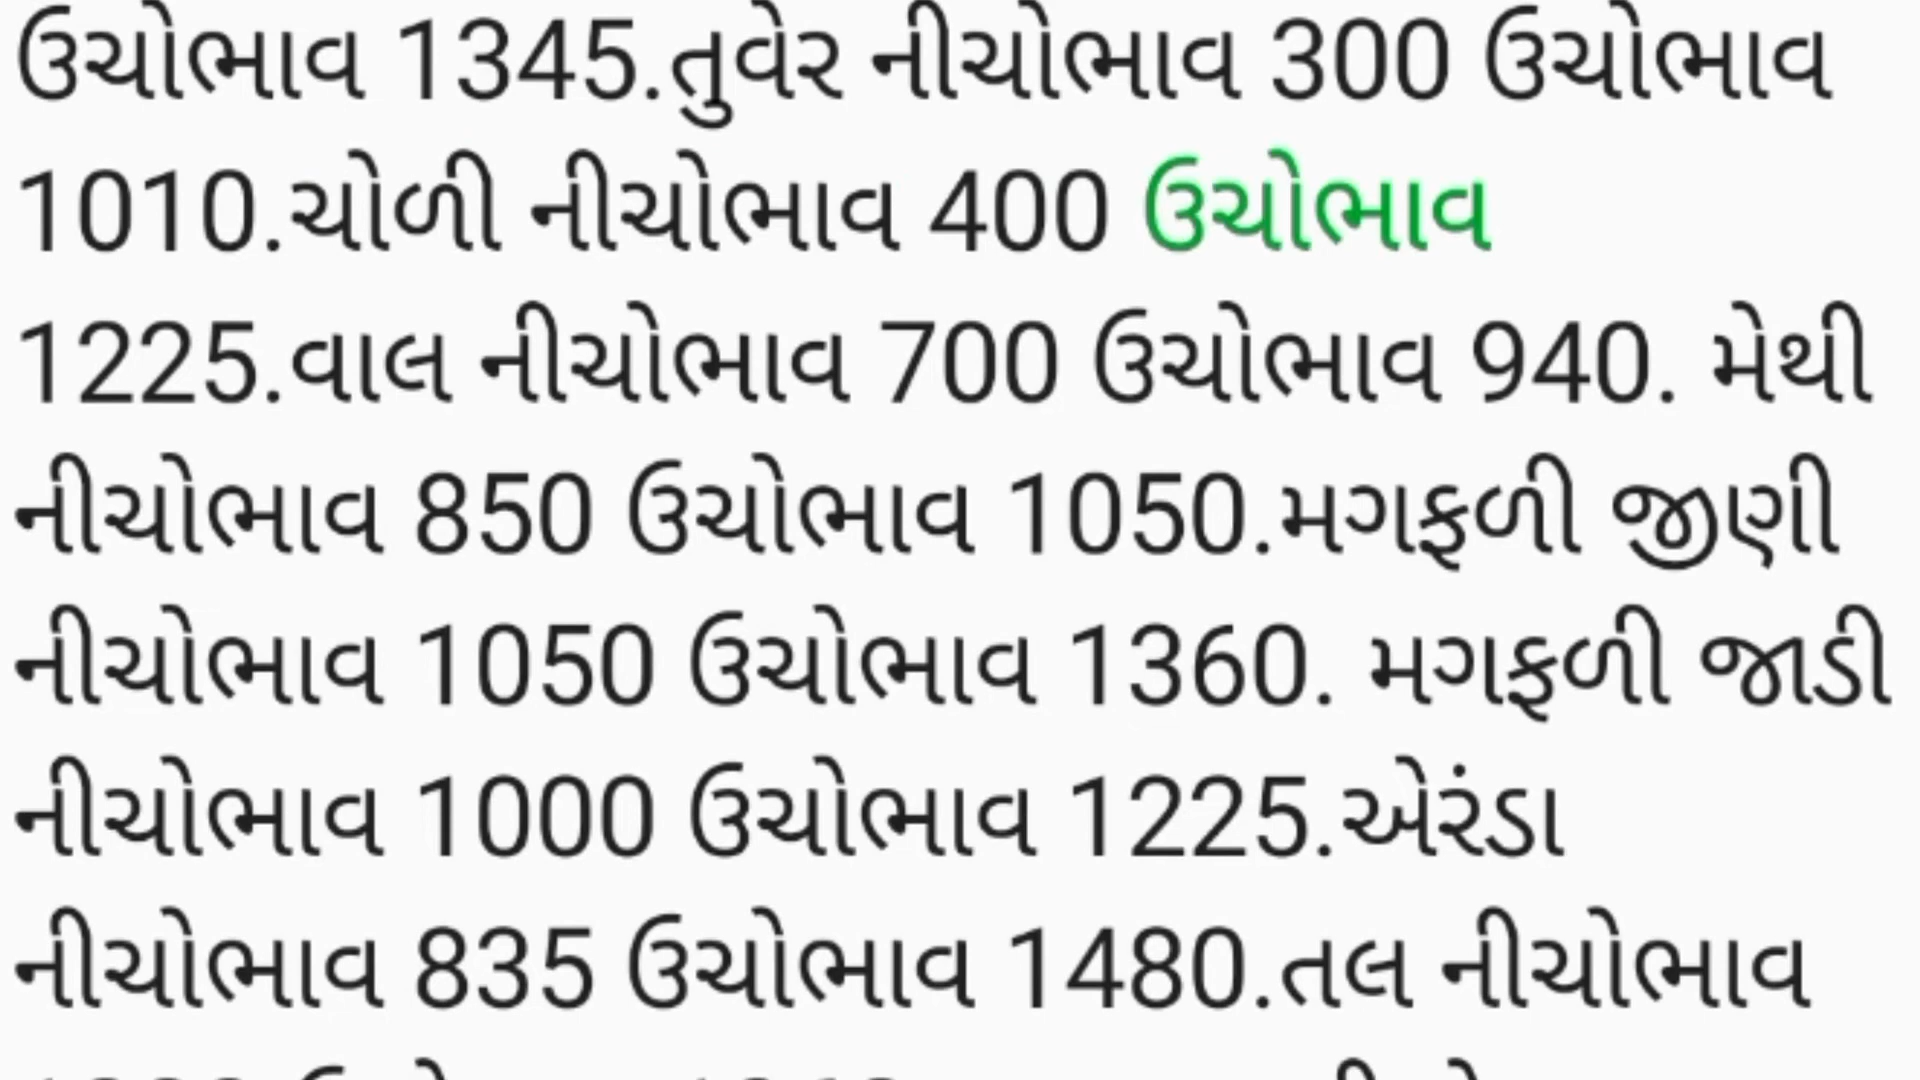 ઉચોભાવ 1345.તુવેર નીચોભાવ 300 ઉચોભાવ
1010.ચોળી નીચોભાવ 400 ઉચોભાવ
1225.વાલ નીચોભાવ 700 ઉચોભાવ 940. મેથી
નીચોભાવ 850 ઉચોભાવ 1050.મગફળી જીણી
નીચોભાવ 1050 ઉચોભાવ 1360. મગફળી જાડી
નીચોભાવ 1000 ઉચોભાવ 1225.એરંડા
નીચોભાવ 835 ઉચોભાવ 1480.તલ નીચોભાવ